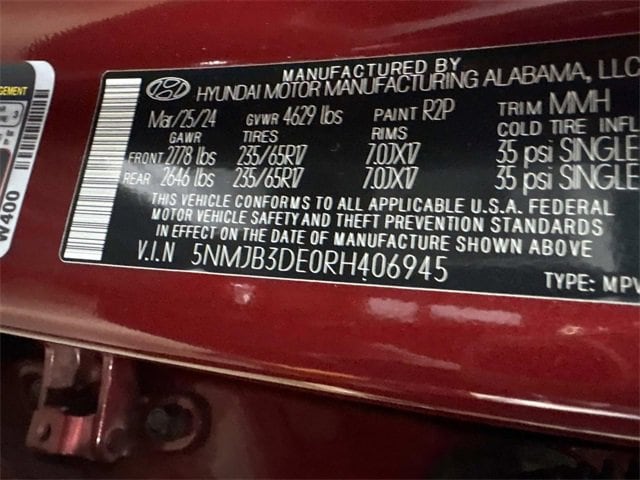 MANUFACTURED BY
HYUNDAI MOTOR MANUFACTURING ALABAMA, LLC
Mar/25/24 GVWR 4629 lbs PAINT R2P TRIM MMH
GAWR TIRES RIMS COLD TIRE INFL
FRONT 2778 lbs 235/65R17 7.0JX17 35 psi SINGLE
REAR 2646 lbs 235/65R17 7.0JX17 35 psi SINGLE
THIS VEHICLE CONFORMS TO ALL APPLICABLE U.S.A. FEDERAL
MOTOR VEHICLE SAFETY AND THEFT PREVENTION STANDARDS
IN EFFECT ON THE DATE OF MANUFACTURE SHOWN ABOVE
V.I.N 5NMJB3DE0RH406945
TYPE: MPV
W400